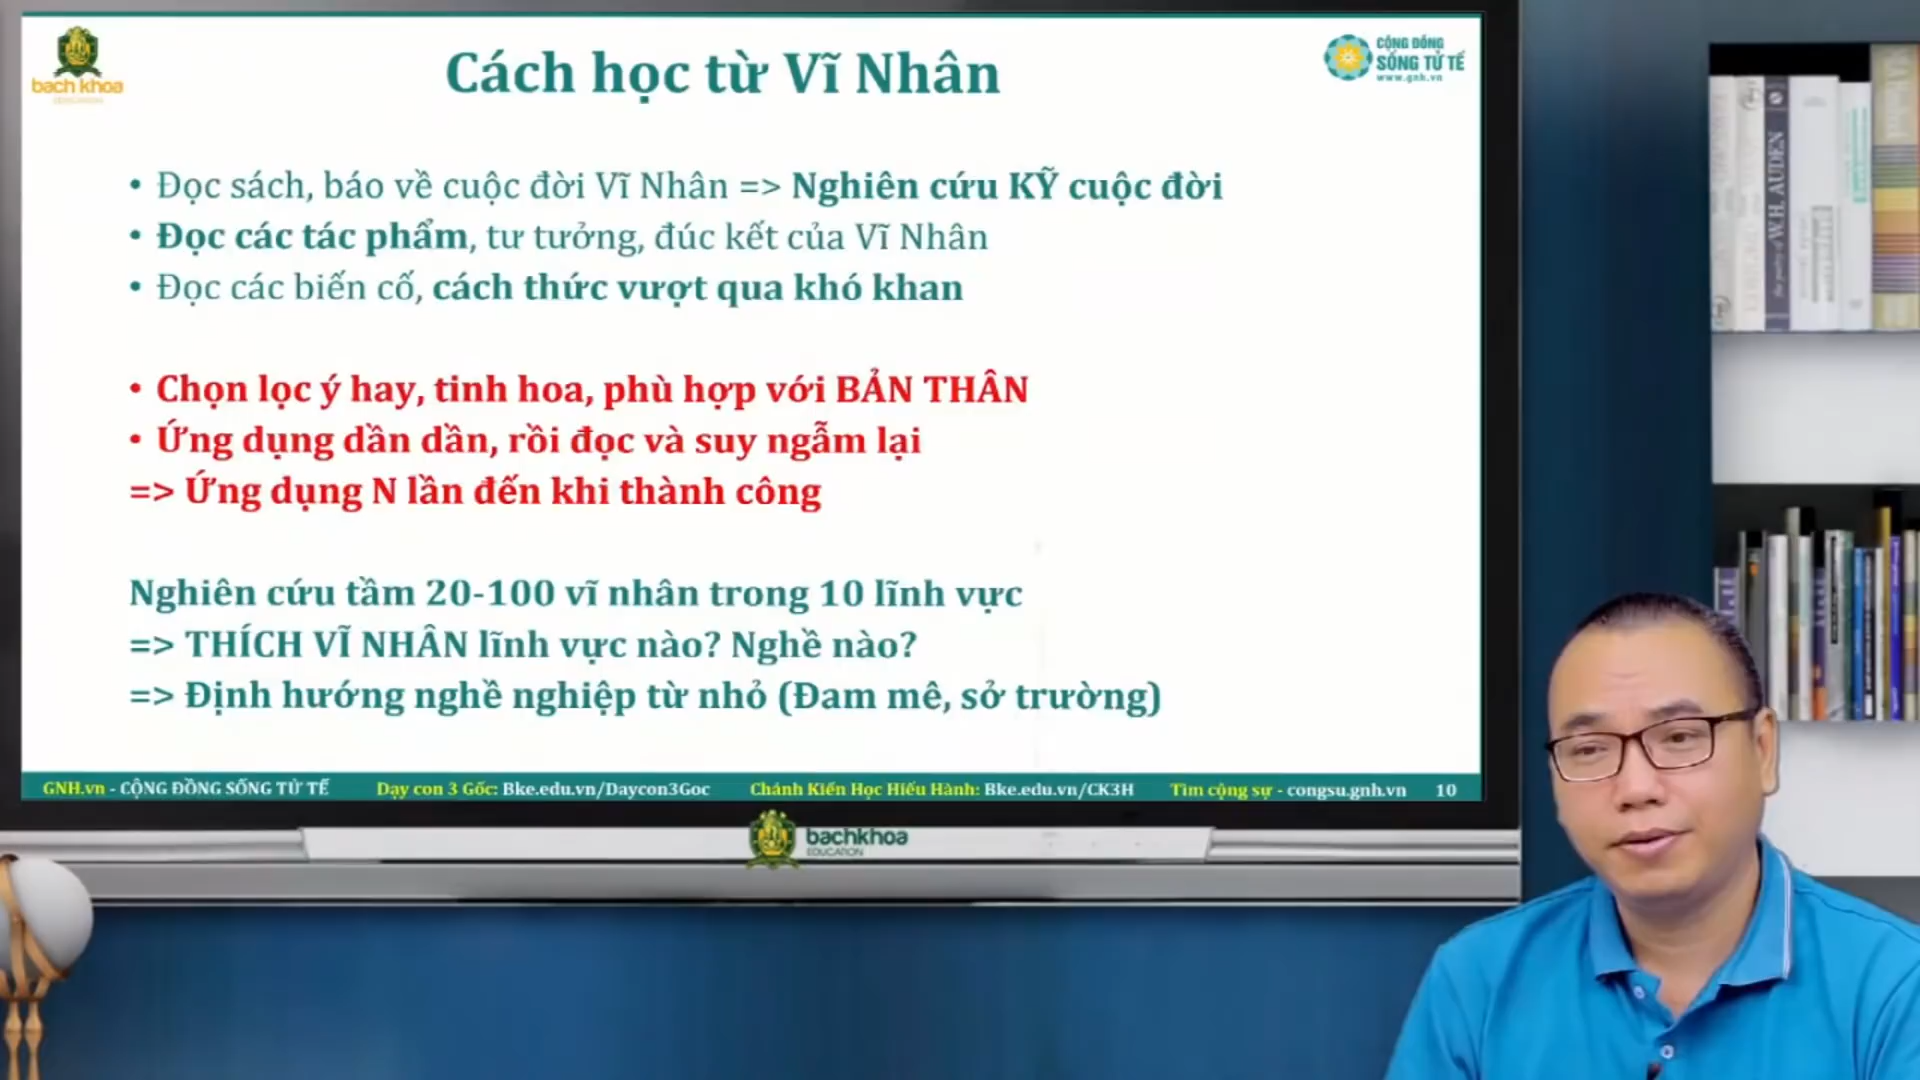 bach khoa
Cách học từ Vĩ Nhân
CỘNG ĐỒNG
SỐNG TỬ TẾ
www.gnh.vn
• Đọc sách, báo về cuộc đời Vĩ Nhân => Nghiên cứu KỸ cuộc đời
• Đọc các tác phẩm, tư tưởng, đúc kết của Vĩ Nhân
• Đọc các biến cố, cách thức vượt qua khó khan
• Chọn lọc ý hay, tinh hoa, phù hợp với BẢN THÂN
• Ứng dụng dần dần, rồi đọc và suy ngẫm lại
=> Ứng dụng N lần đến khi thành công
Nghiên cứu tầm 20-100 vĩ nhân trong 10 lĩnh vực
=> THÍCH VĨ NHÂN lĩnh vực nào? Nghề nào?
=> Định hướng nghề nghiệp từ nhỏ (Đam mê, sở trường)
GNH.vn - CỘNG ĐỒNG SỐNG TỬ TẾ Dạy con 3 Gốc: Bke.edu.vn/Daycon3Goc Chánh Kiến Học Hiếu Hành: Bke.edu.vn/CK3H Tìm cộng sự - congsu.gnh.vn 10
bachkhoa
EDUCATION
W.H. AUDEN